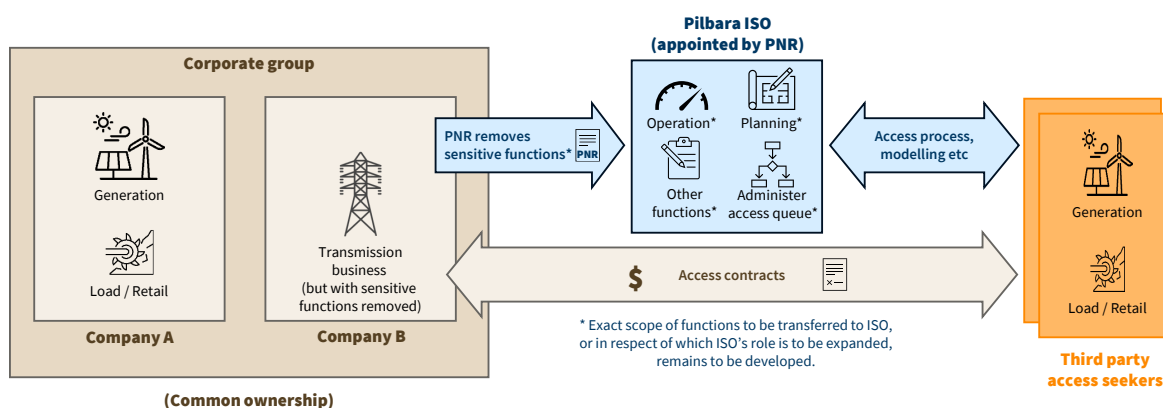 Pilbara ISO
(appointed by PNR)
Corporate group
Generation
Load / Retail
Company A
Transmission
business
(but with sensitive
functions removed)
Company B
(Common ownership)
PNR removes
sensitive functions*
PNR
Operation*
Planning*
Other
functions*
Administer
access queue*
Access process,
modelling etc
$ Access contracts
* Exact scope of functions to be transferred to ISO,
or in respect of which ISO's role is to be expanded,
remains to be developed.
Generation
Load / Retail
Third party
access seekers